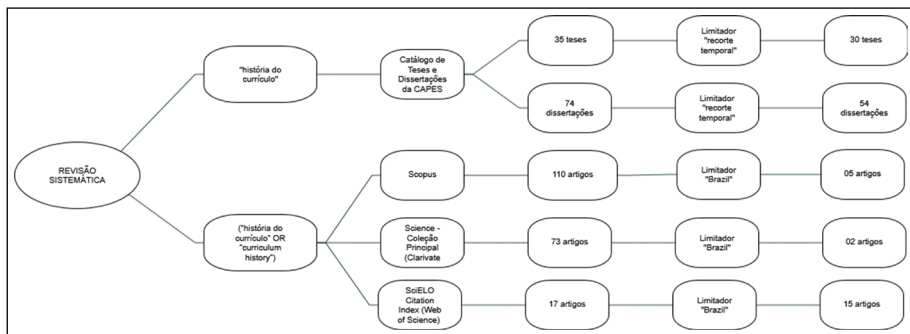 REVISÃO
SISTEMÁTICA
"história do
currículo"
Catálogo de
Teses e
Dissertações
da CAPES
35 teses
Limitador
"recorte
temporal"
30 teses
74
dissertações
Limitador
"recorte
temporal"
54
dissertações
("história do
currículo" OR
"curriculum
history")
Scopus
110 artigos
Limitador
"Brazil"
05 artigos
Science -
Coleção
Principal
(Clarivate
73 artigos
Limitador
"Brazil"
02 artigos
SciELO
Citation
Index (Web
of Science)
17 artigos
Limitador
"Brazil"
15 artigos